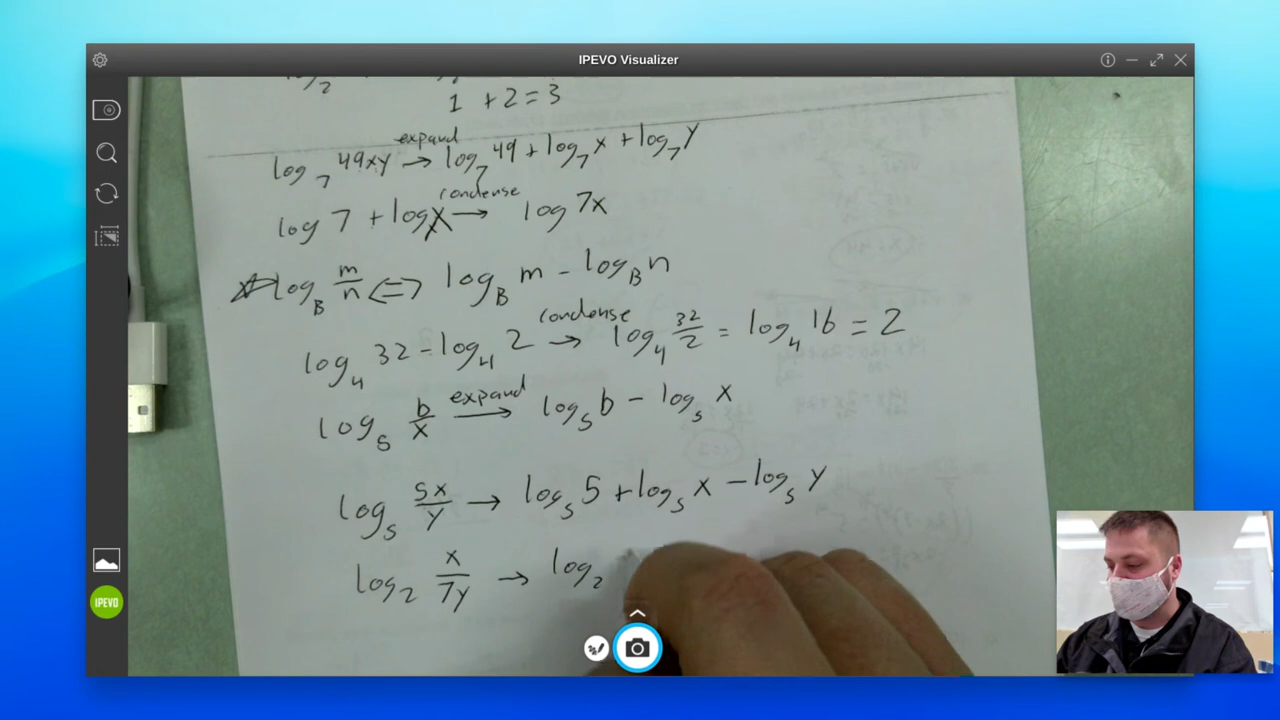 IPEVO Visualizer
log₂
1 + 2 = 3
expand
log₇ 49xy → log₇ 49 + log₇ x + log₇ y
condense
log 7 + log x → log 7x
log_B m/n <=> log_B m - log_B n
condense
log₄ 32 - log₄ 2 → log₄ 32/2 = log₄ 16 = 2
expand
log₅ b/x → log₅ b - log₅ x
log₅ 5x/y → log₅ 5 + log₅ x - log₅ y
log₂ x/7y → log₂
IPEVO